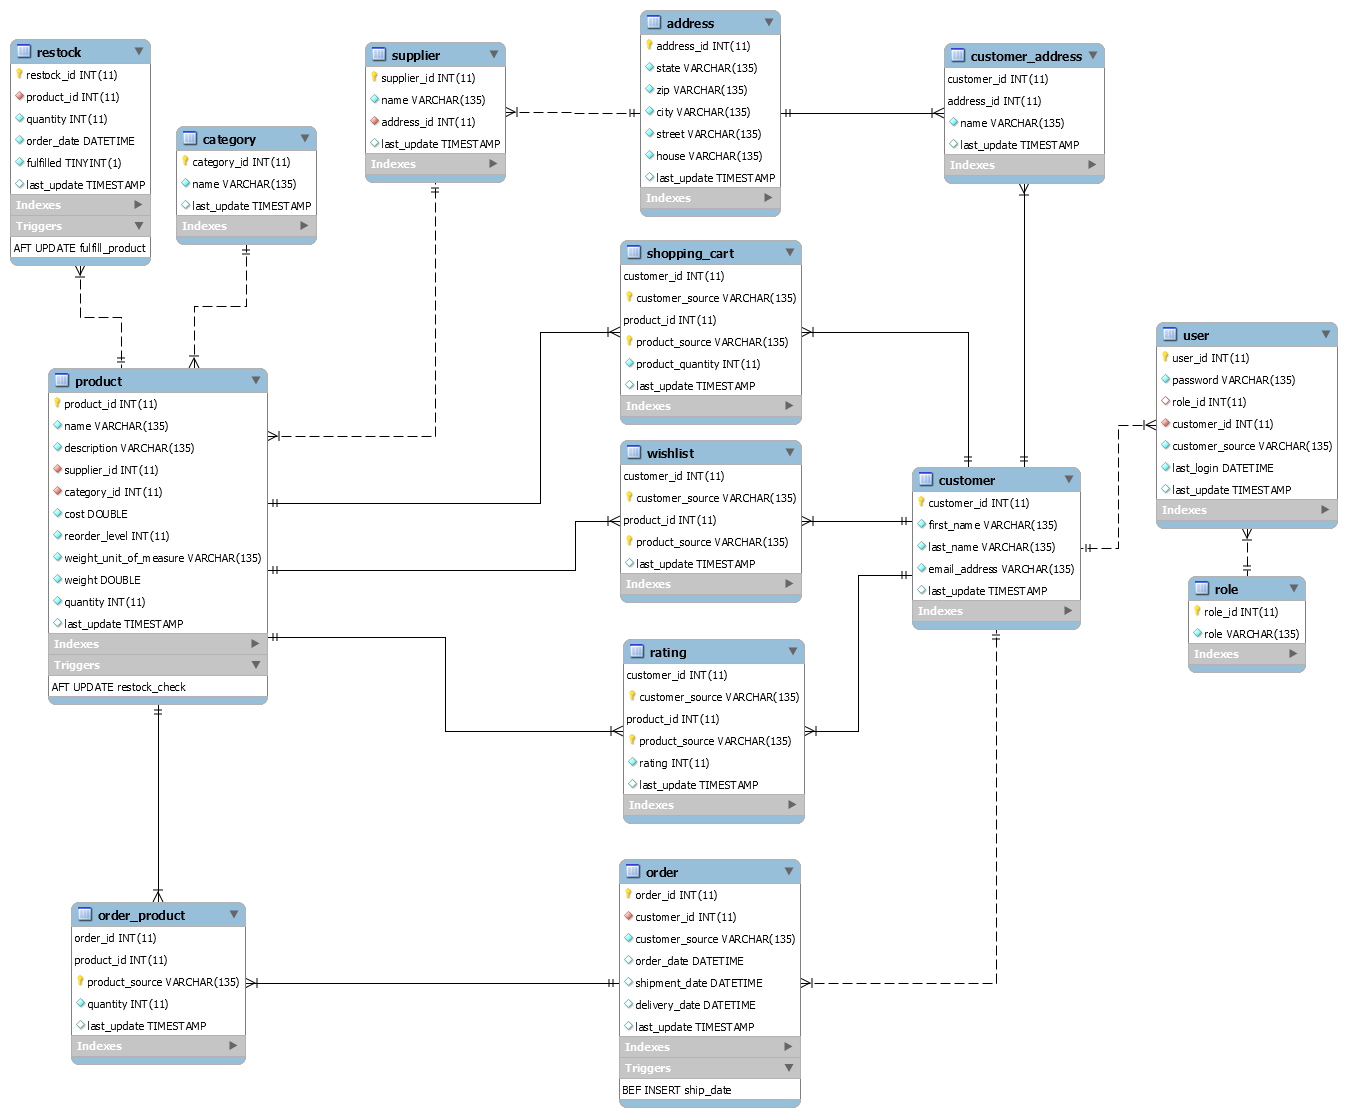 restock
restock_id INT(11)
product_id INT(11)
quantity INT(11)
order_date DATETIME
fulfilled TINYINT(1)
last_update TIMESTAMP
Indexes
Triggers
AFT UPDATE fulfill_product
category
category_id INT(11)
name VARCHAR(135)
last_update TIMESTAMP
Indexes
supplier
supplier_id INT(11)
name VARCHAR(135)
address_id INT(11)
last_update TIMESTAMP
Indexes
address
address_id INT(11)
state VARCHAR(135)
zip VARCHAR(135)
city VARCHAR(135)
street VARCHAR(135)
house VARCHAR(135)
last_update TIMESTAMP
Indexes
customer_address
customer_id INT(11)
address_id INT(11)
name VARCHAR(135)
last_update TIMESTAMP
Indexes
shopping_cart
customer_id INT(11)
customer_source VARCHAR(135)
product_id INT(11)
product_source VARCHAR(135)
product_quantity INT(11)
last_update TIMESTAMP
Indexes
user
user_id INT(11)
password VARCHAR(135)
role_id INT(11)
customer_id INT(11)
customer_source VARCHAR(135)
last_login DATETIME
last_update TIMESTAMP
Indexes
product
product_id INT(11)
name VARCHAR(135)
description VARCHAR(135)
supplier_id INT(11)
category_id INT(11)
cost DOUBLE
reorder_level INT(11)
weight_unit_of_measure VARCHAR(135)
weight DOUBLE
quantity INT(11)
last_update TIMESTAMP
Indexes
Triggers
AFT UPDATE restock_check
wishlist
customer_id INT(11)
customer_source VARCHAR(135)
product_id INT(11)
product_source VARCHAR(135)
last_update TIMESTAMP
Indexes
customer
customer_id INT(11)
first_name VARCHAR(135)
last_name VARCHAR(135)
email_address VARCHAR(135)
last_update TIMESTAMP
Indexes
role
role_id INT(11)
role VARCHAR(135)
Indexes
rating
customer_id INT(11)
customer_source VARCHAR(135)
product_id INT(11)
product_source VARCHAR(135)
rating INT(11)
last_update TIMESTAMP
Indexes
order_product
order_id INT(11)
product_id INT(11)
product_source VARCHAR(135)
quantity INT(11)
last_update TIMESTAMP
Indexes
order
order_id INT(11)
customer_id INT(11)
customer_source VARCHAR(135)
order_date DATETIME
shipment_date DATETIME
delivery_date DATETIME
last_update TIMESTAMP
Indexes
Triggers
BEF INSERT ship_date